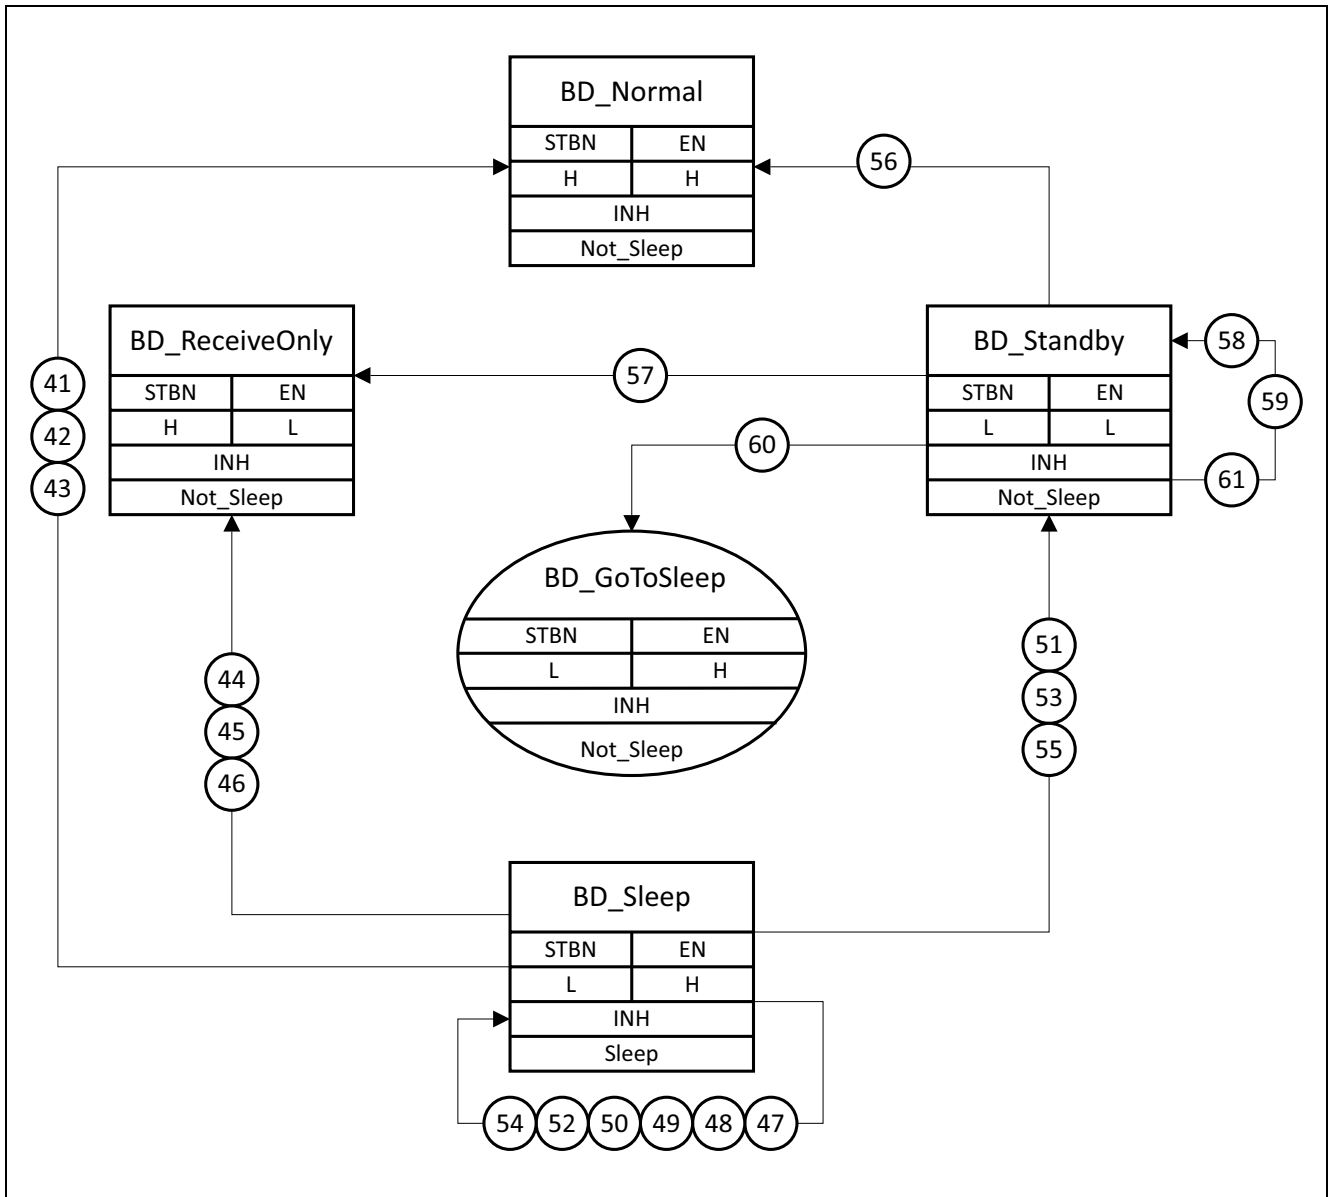 BD_Normal
STBN EN
H H
INH
Not_Sleep
56
BD_ReceiveOnly
STBN EN
H L
INH
Not_Sleep
BD_Standby
STBN EN
L L
INH
Not_Sleep
58
59
61
57
60
41
42
43
BD_GoToSleep
STBN EN
L H
INH
Not_Sleep
44
45
46
51
53
55
BD_Sleep
STBN EN
L H
INH
Sleep
54 52 50 49 48 47